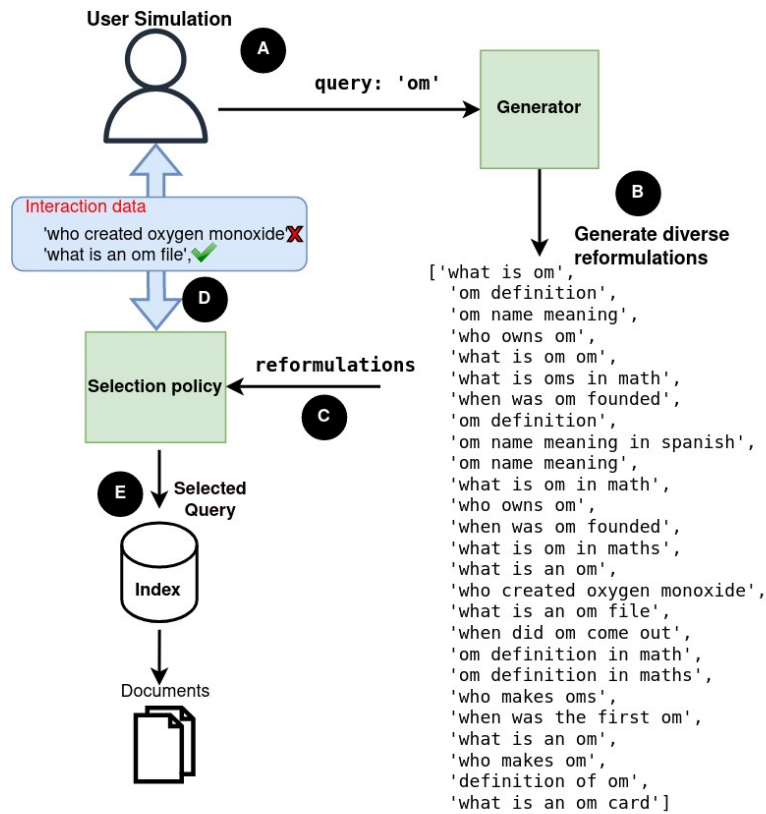 User Simulation
A
query: 'om'
Generator
B
Generate diverse
reformulations
Interaction data
'who created oxygen monoxide'
'what is an om file',
D
Selection policy
reformulations
C
E
Selected
Query
Index
Documents
['what is om',
'om definition',
'om name meaning',
'who owns om',
'what is om om',
'what is oms in math',
'when was om founded',
'om definition',
'om name meaning in spanish',
'om name meaning',
'what is om in math',
'who owns om',
'when was om founded',
'what is om in maths',
'what is an om',
'who created oxygen monoxide',
'what is an om file',
'when did om come out',
'om definition in math',
'om definition in maths',
'who makes oms',
'when was the first om',
'what is an om',
'who makes om',
'definition of om',
'what is an om card']